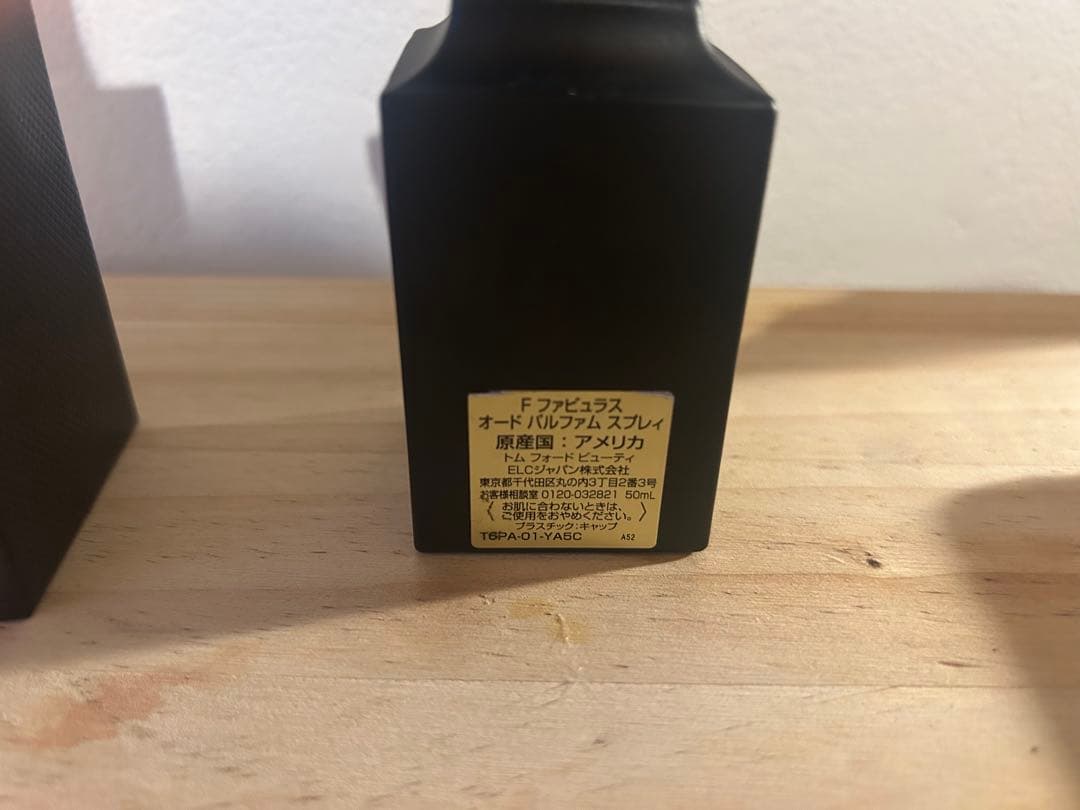 F ファビュラス
オード パルファム スプレィ
原産国：アメリカ
トム フォード ビューティ
ELCジャパン株式会社
東京都千代田区丸の内3丁目2番3号
お客様相談室 0120-032821 50mL
〈 お肌に合わないときは、
ご使用をおやめください。 〉
プラスチック：キャップ
T6PA-01-YA5C A52